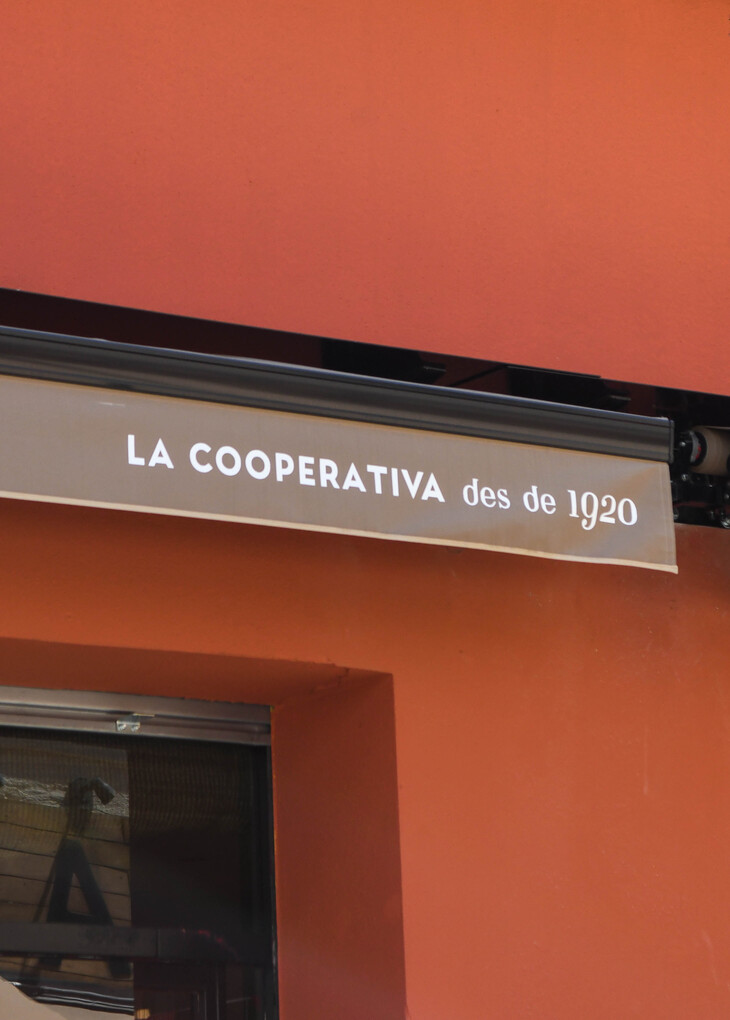 LA COOPERATIVA des de 1920
A